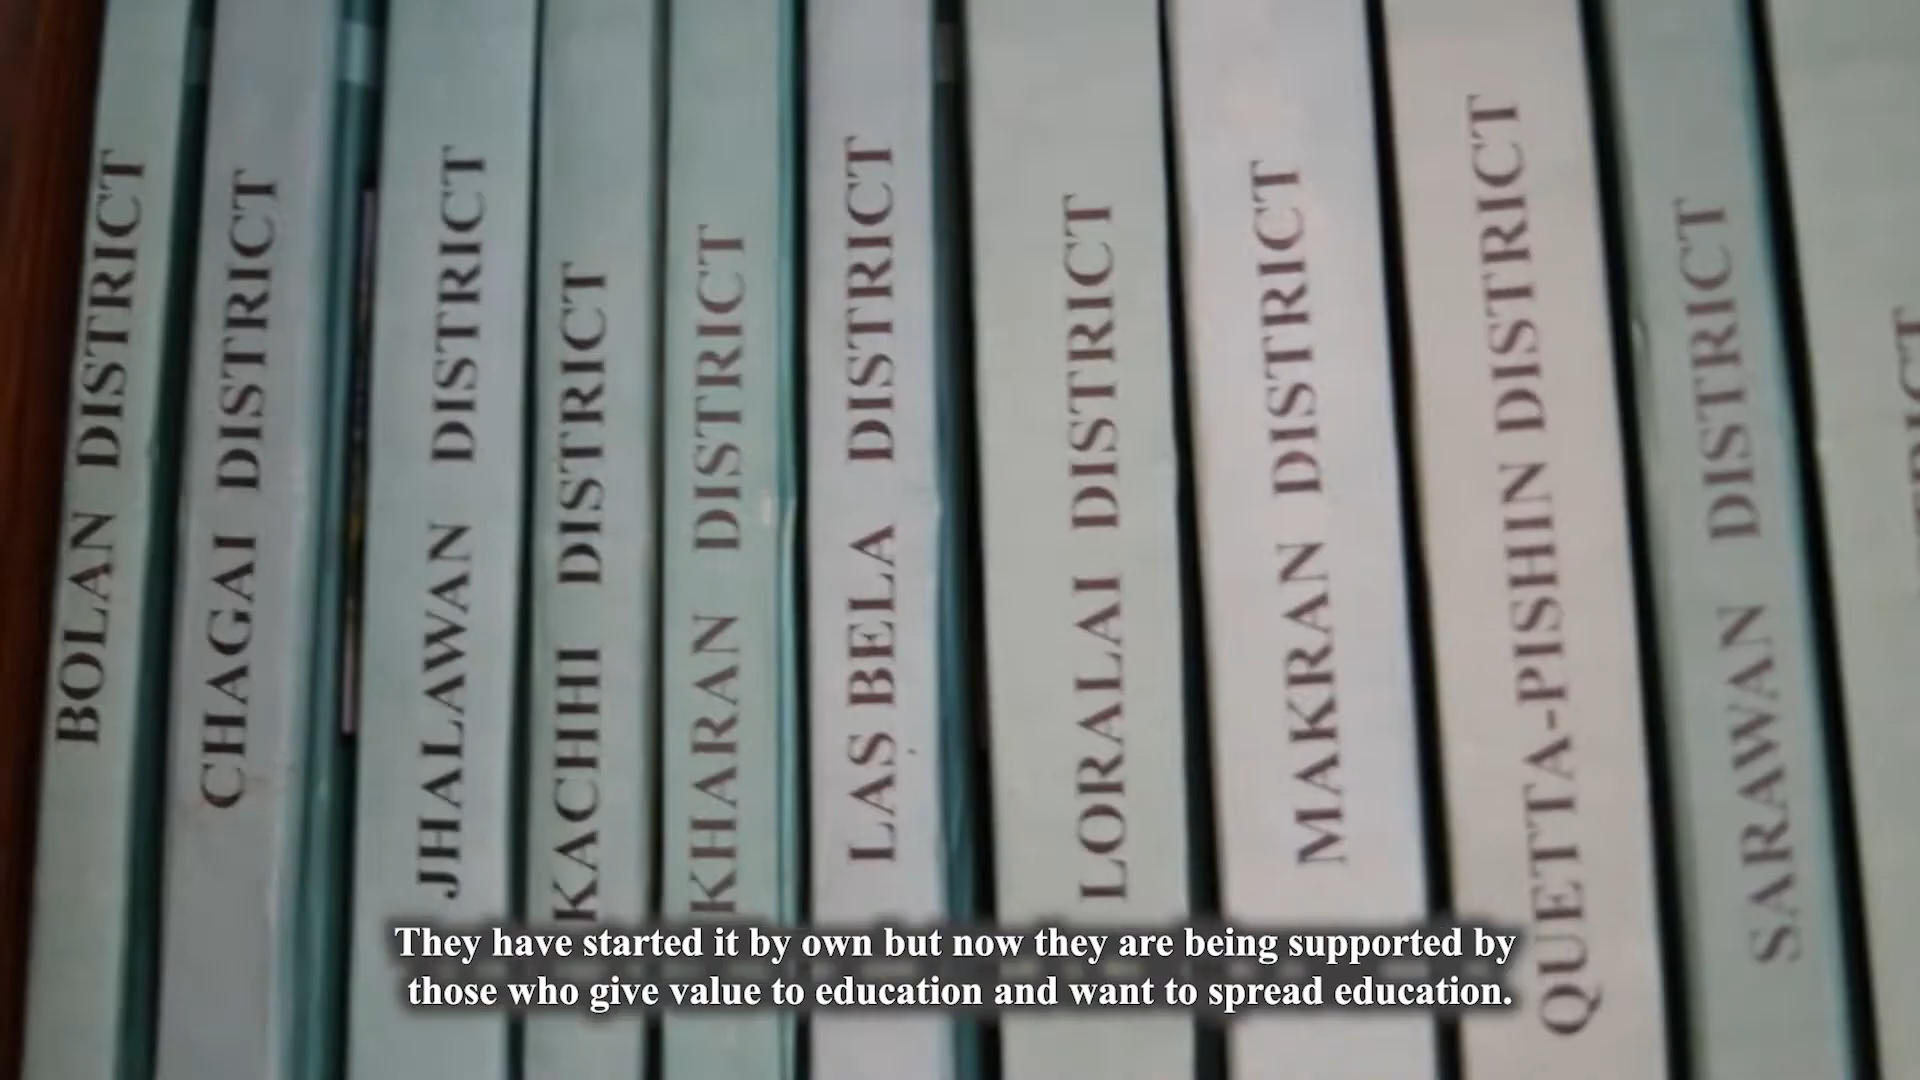 BOLAN DISTRICT
CHAGAI DISTRICT
JHALAWAN DISTRICT
KACHHI DISTRICT
KHARAN DISTRICT
LAS BELA DISTRICT
LORALAI DISTRICT
MAKRAN DISTRICT
QUETTA-PISHIN DISTRICT
SARAWAN DISTRICT
They have started it by own but now they are being supported by
those who give value to education and want to spread education.